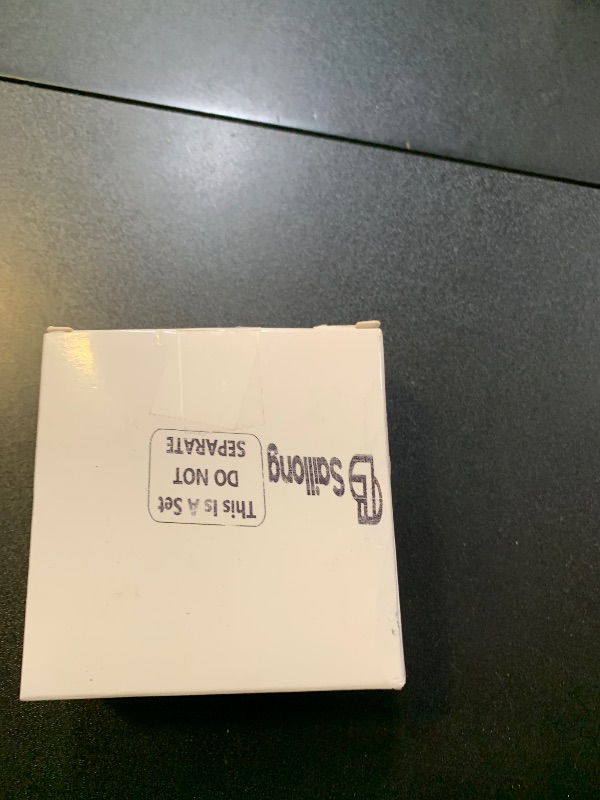 Saillong
This Is A Set
DO NOT
SEPARATE